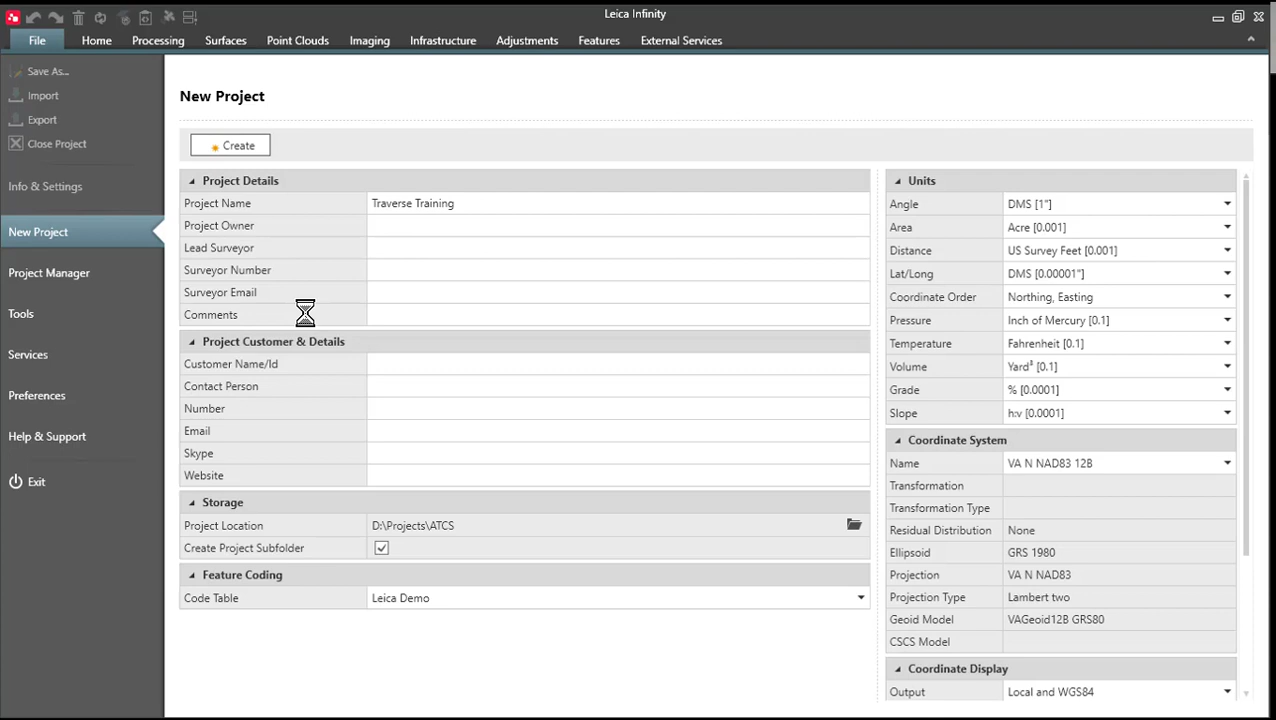 Leica Infinity
File Home Processing Surfaces Point Clouds Imaging Infrastructure Adjustments Features External Services
Save As...
Import
Export
Close Project
Info & Settings
New Project
Project Manager
Tools
Services
Preferences
Help & Support
Exit
New Project
Create
Project Details
Project Name Traverse Training
Project Owner
Lead Surveyor
Surveyor Number
Surveyor Email
Comments
Project Customer & Details
Customer Name/Id
Contact Person
Number
Email
Skype
Website
Storage
Project Location D:\Projects\ATCS
Create Project Subfolder
Feature Coding
Code Table Leica Demo
Units
Angle DMS [1"]
Area Acre [0.001]
Distance US Survey Feet [0.001]
Lat/Long DMS [0.00001"]
Coordinate Order Northing, Easting
Pressure Inch of Mercury [0.1]
Temperature Fahrenheit [0.1]
Volume Yard³ [0.1]
Grade % [0.0001]
Slope h:v [0.0001]
Coordinate System
Name VA N NAD83 12B
Transformation
Transformation Type
Residual Distribution None
Ellipsoid GRS 1980
Projection VA N NAD83
Projection Type Lambert two
Geoid Model VAGeoid12B GRS80
CSCS Model
Coordinate Display
Output Local and WGS84